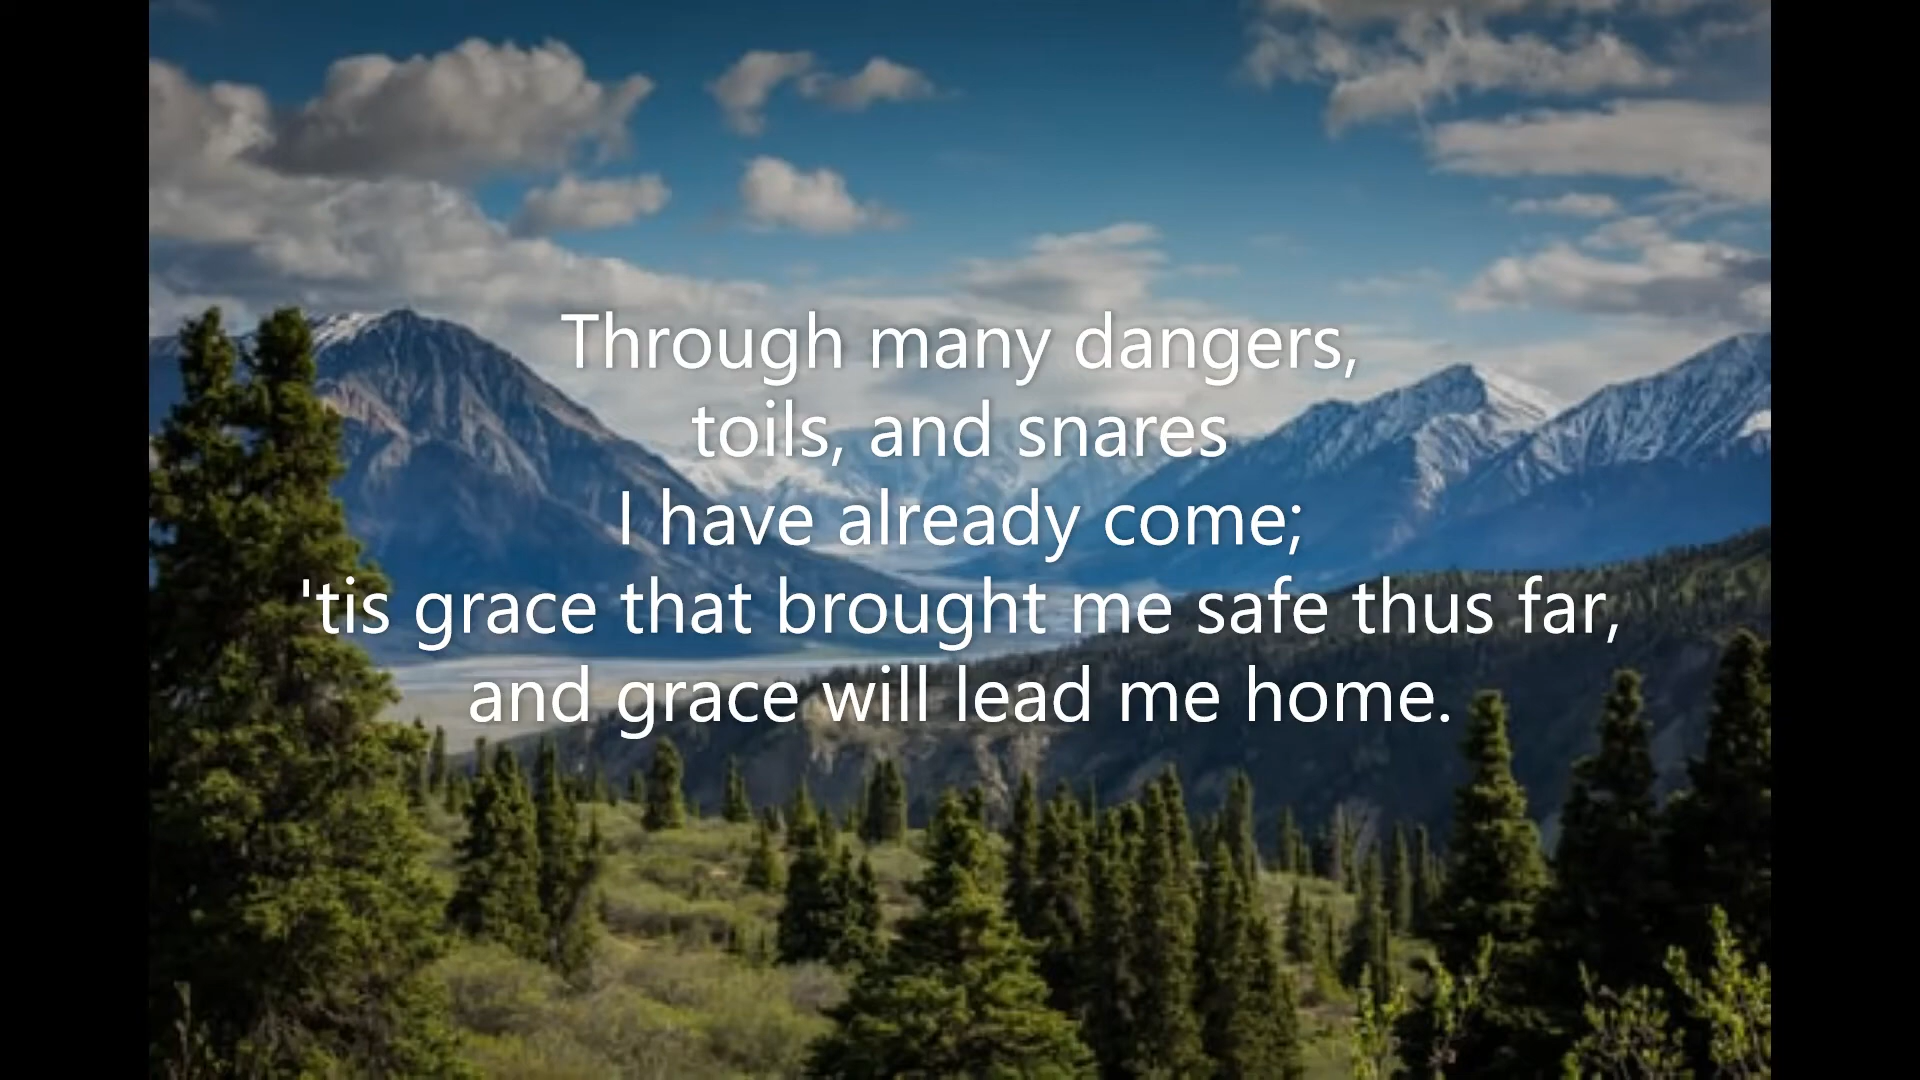 Through many dangers,
toils, and snares
I have already come;
'tis grace that brought me safe thus far,
and grace will lead me home.